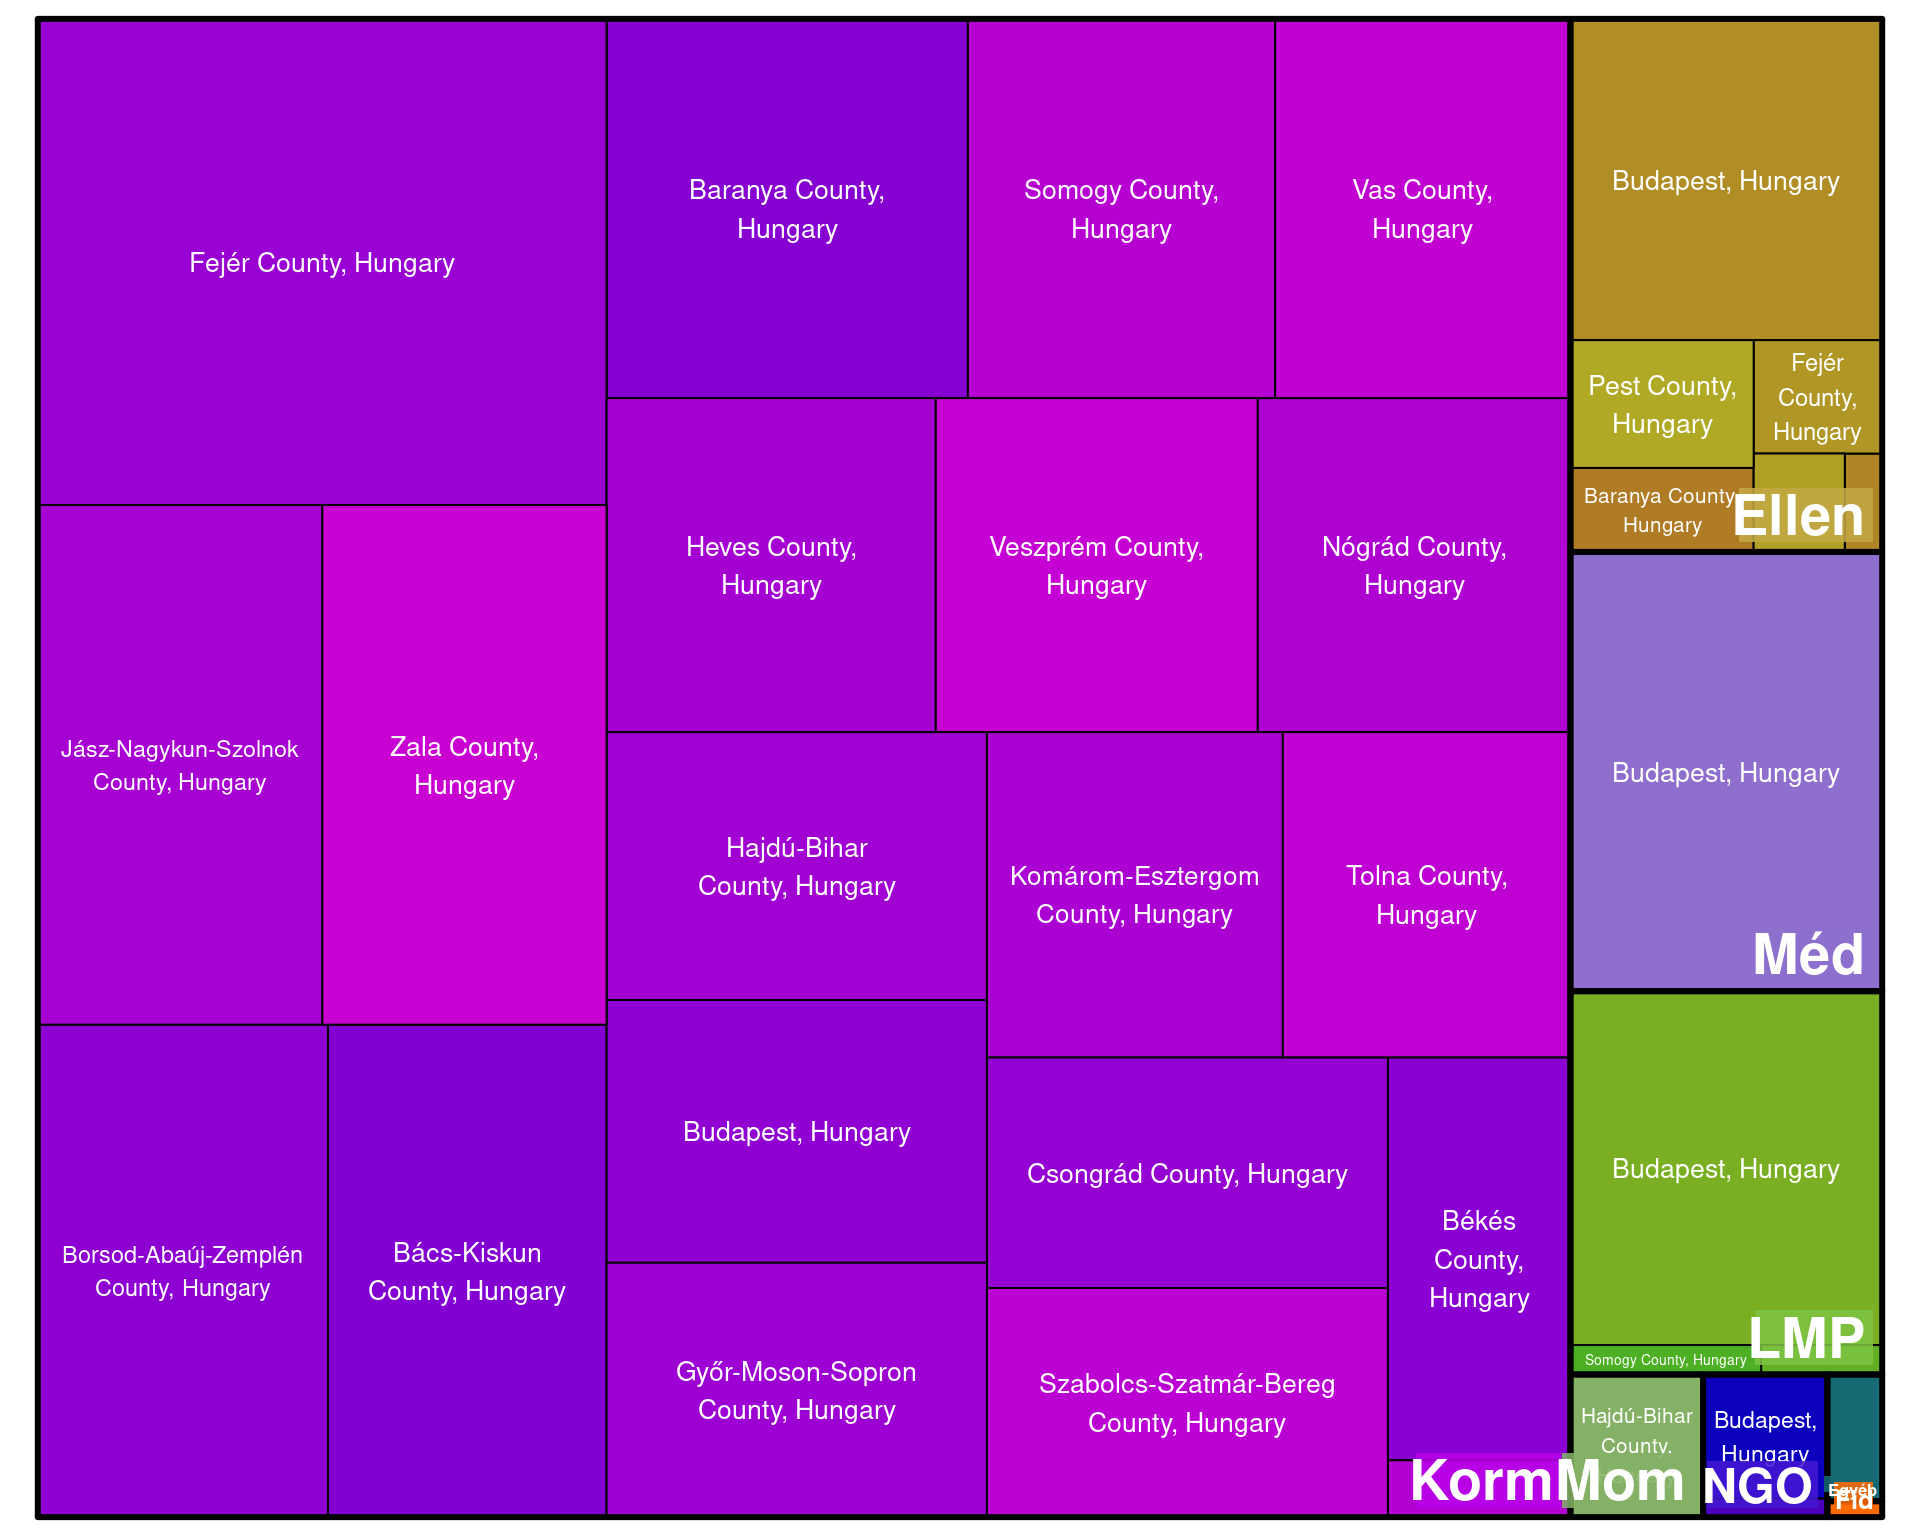 Fejér County, Hungary
Baranya County,
Hungary
Somogy County,
Hungary
Vas County,
Hungary
Budapest, Hungary
Pest County,
Hungary
Fejér
County,
Hungary
Baranya County
Hungary
Ellen
Jász-Nagykun-Szolnok
County, Hungary
Zala County,
Hungary
Heves County,
Hungary
Veszprém County,
Hungary
Nógrád County,
Hungary
Budapest, Hungary
Méd
Hajdú-Bihar
County, Hungary
Komárom-Esztergom
County, Hungary
Tolna County,
Hungary
Budapest, Hungary
LMP
Somogy County, Hungary
Borsod-Abaúj-Zemplén
County, Hungary
Bács-Kiskun
County, Hungary
Budapest, Hungary
Csongrád County, Hungary
Békés
County,
Hungary
Győr-Moson-Sopron
County, Hungary
Szabolcs-Szatmár-Bereg
County, Hungary
Korm
Hajdú-Bihar
County,
Mom
Budapest,
Hungary
NGO
Egyéb
Fid